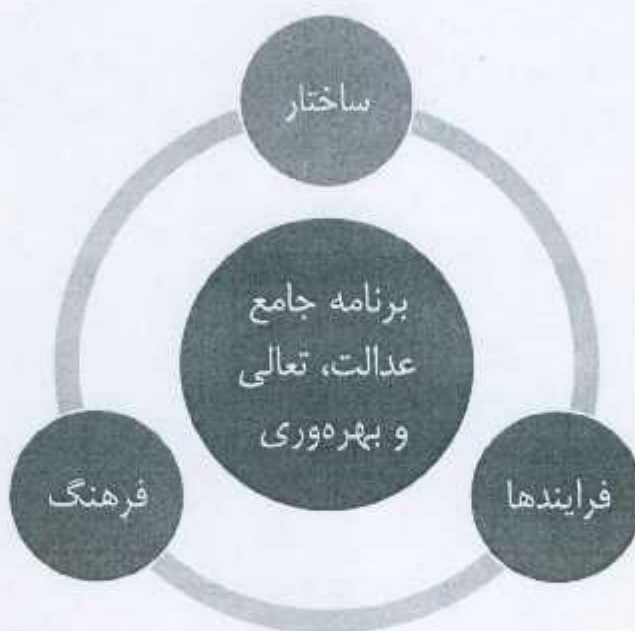 ساختار
برنامه جامع
عدالت، تعالی
و بهره‌وری
فرایندها
فرهنگ